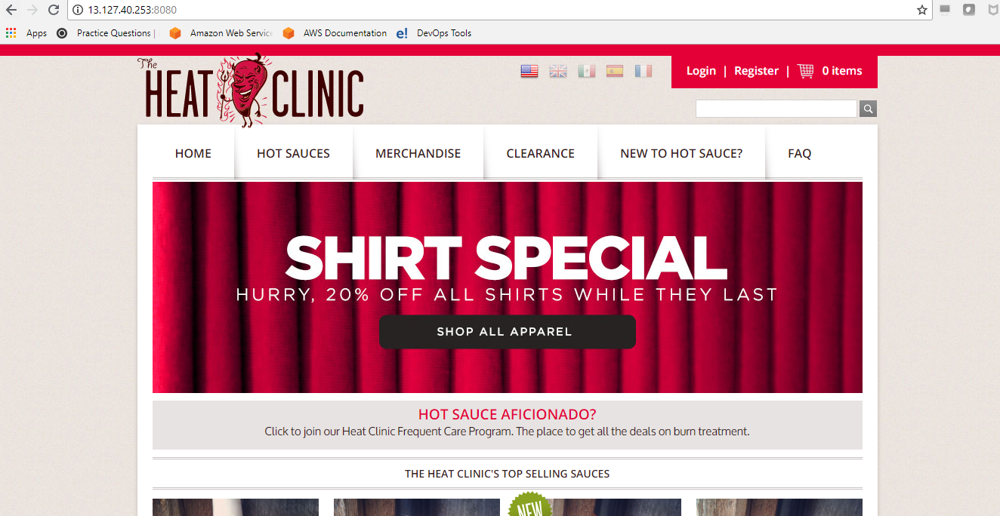 13.127.40.253:8080
Apps Practice Questions | Amazon Web Servic AWS Documentation e! DevOps Tools
The HEAT CLINIC
Login | Register | 0 items
HOME HOT SAUCES MERCHANDISE CLEARANCE NEW TO HOT SAUCE? FAQ
SHIRT SPECIAL
HURRY, 20% OFF ALL SHIRTS WHILE THEY LAST
SHOP ALL APPAREL
HOT SAUCE AFICIONADO?
Click to join our Heat Clinic Frequent Care Program. The place to get all the deals on burn treatment.
THE HEAT CLINIC'S TOP SELLING SAUCES
NEW